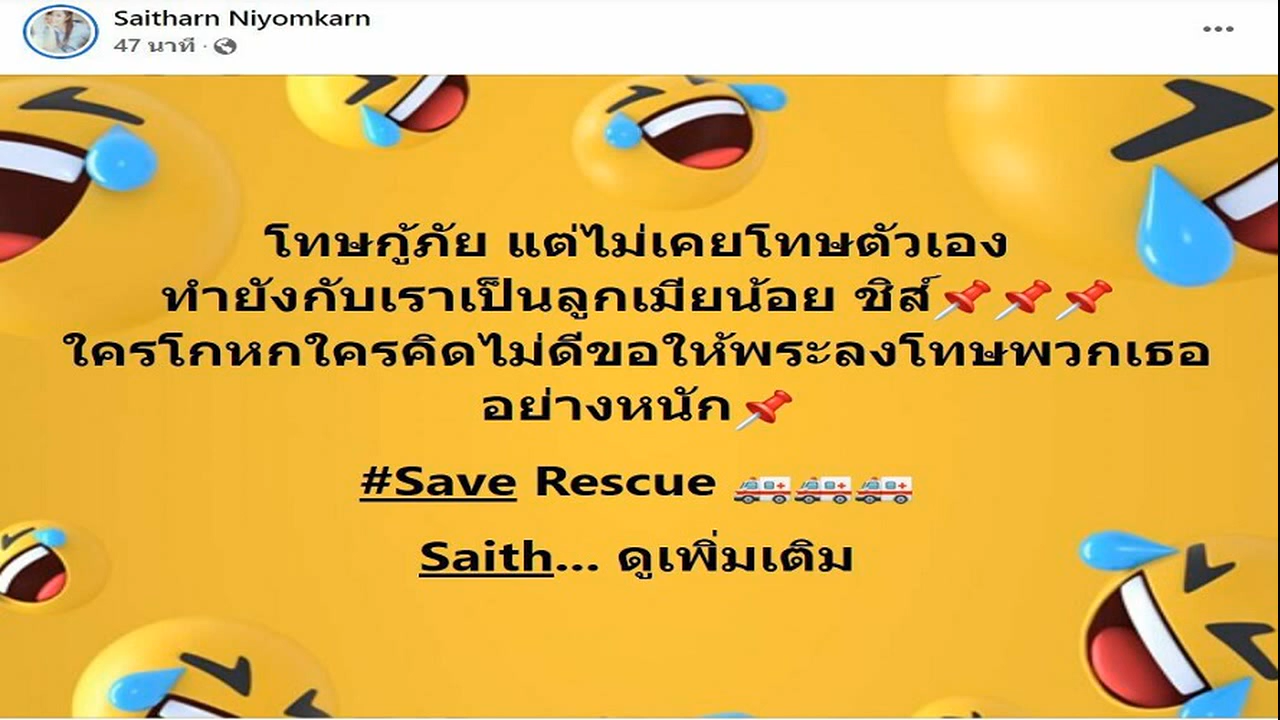 Saitharn Niyomkarn
47 นาที ·
โทษกู้ภัย แต่ไม่เคยโทษตัวเอง
ทำยังกับเราเป็นลูกเมียน้อย ชิส์📌📌📌
ใครโกหกใครคิดไม่ดีขอให้พระลงโทษพวกเธอ
อย่างหนัก📌
#Save Rescue 🚑🚑🚑
Saith... ดูเพิ่มเติม